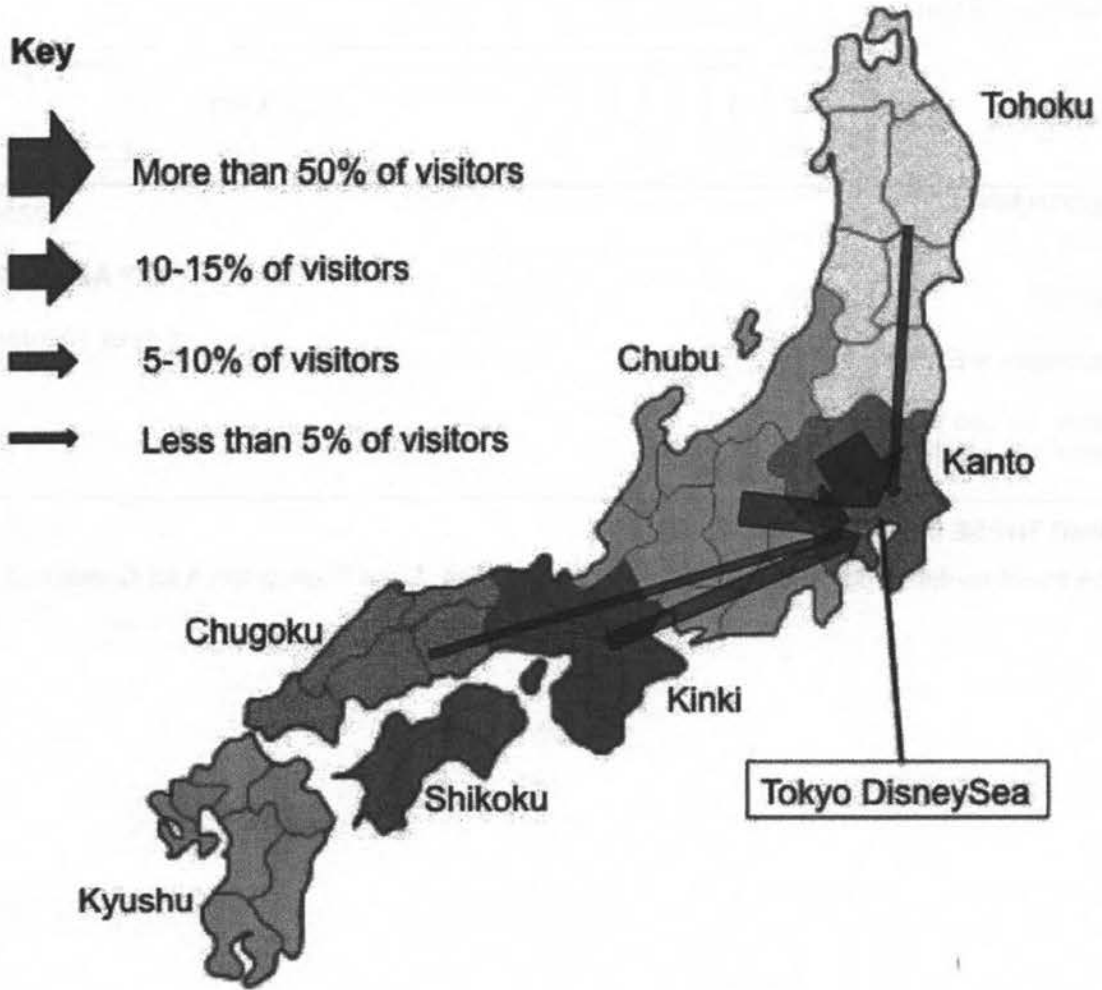 Key
More than 50% of visitors
10-15% of visitors
5-10% of visitors
Less than 5% of visitors
Tohoku
Chubu
Kanto
Chugoku
Kinki
Shikoku
Tokyo DisneySea
Kyushu